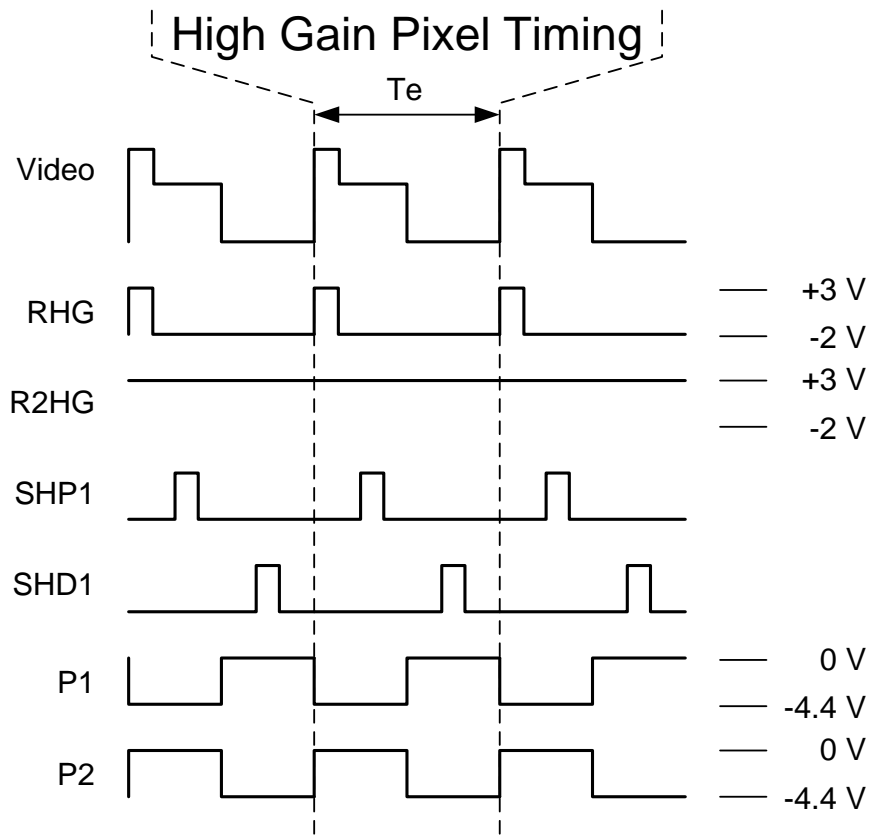 High Gain Pixel Timing
Te
Video
RHG
+3 V
-2 V
R2HG
+3 V
-2 V
SHP1
SHD1
P1
0 V
-4.4 V
P2
0 V
-4.4 V